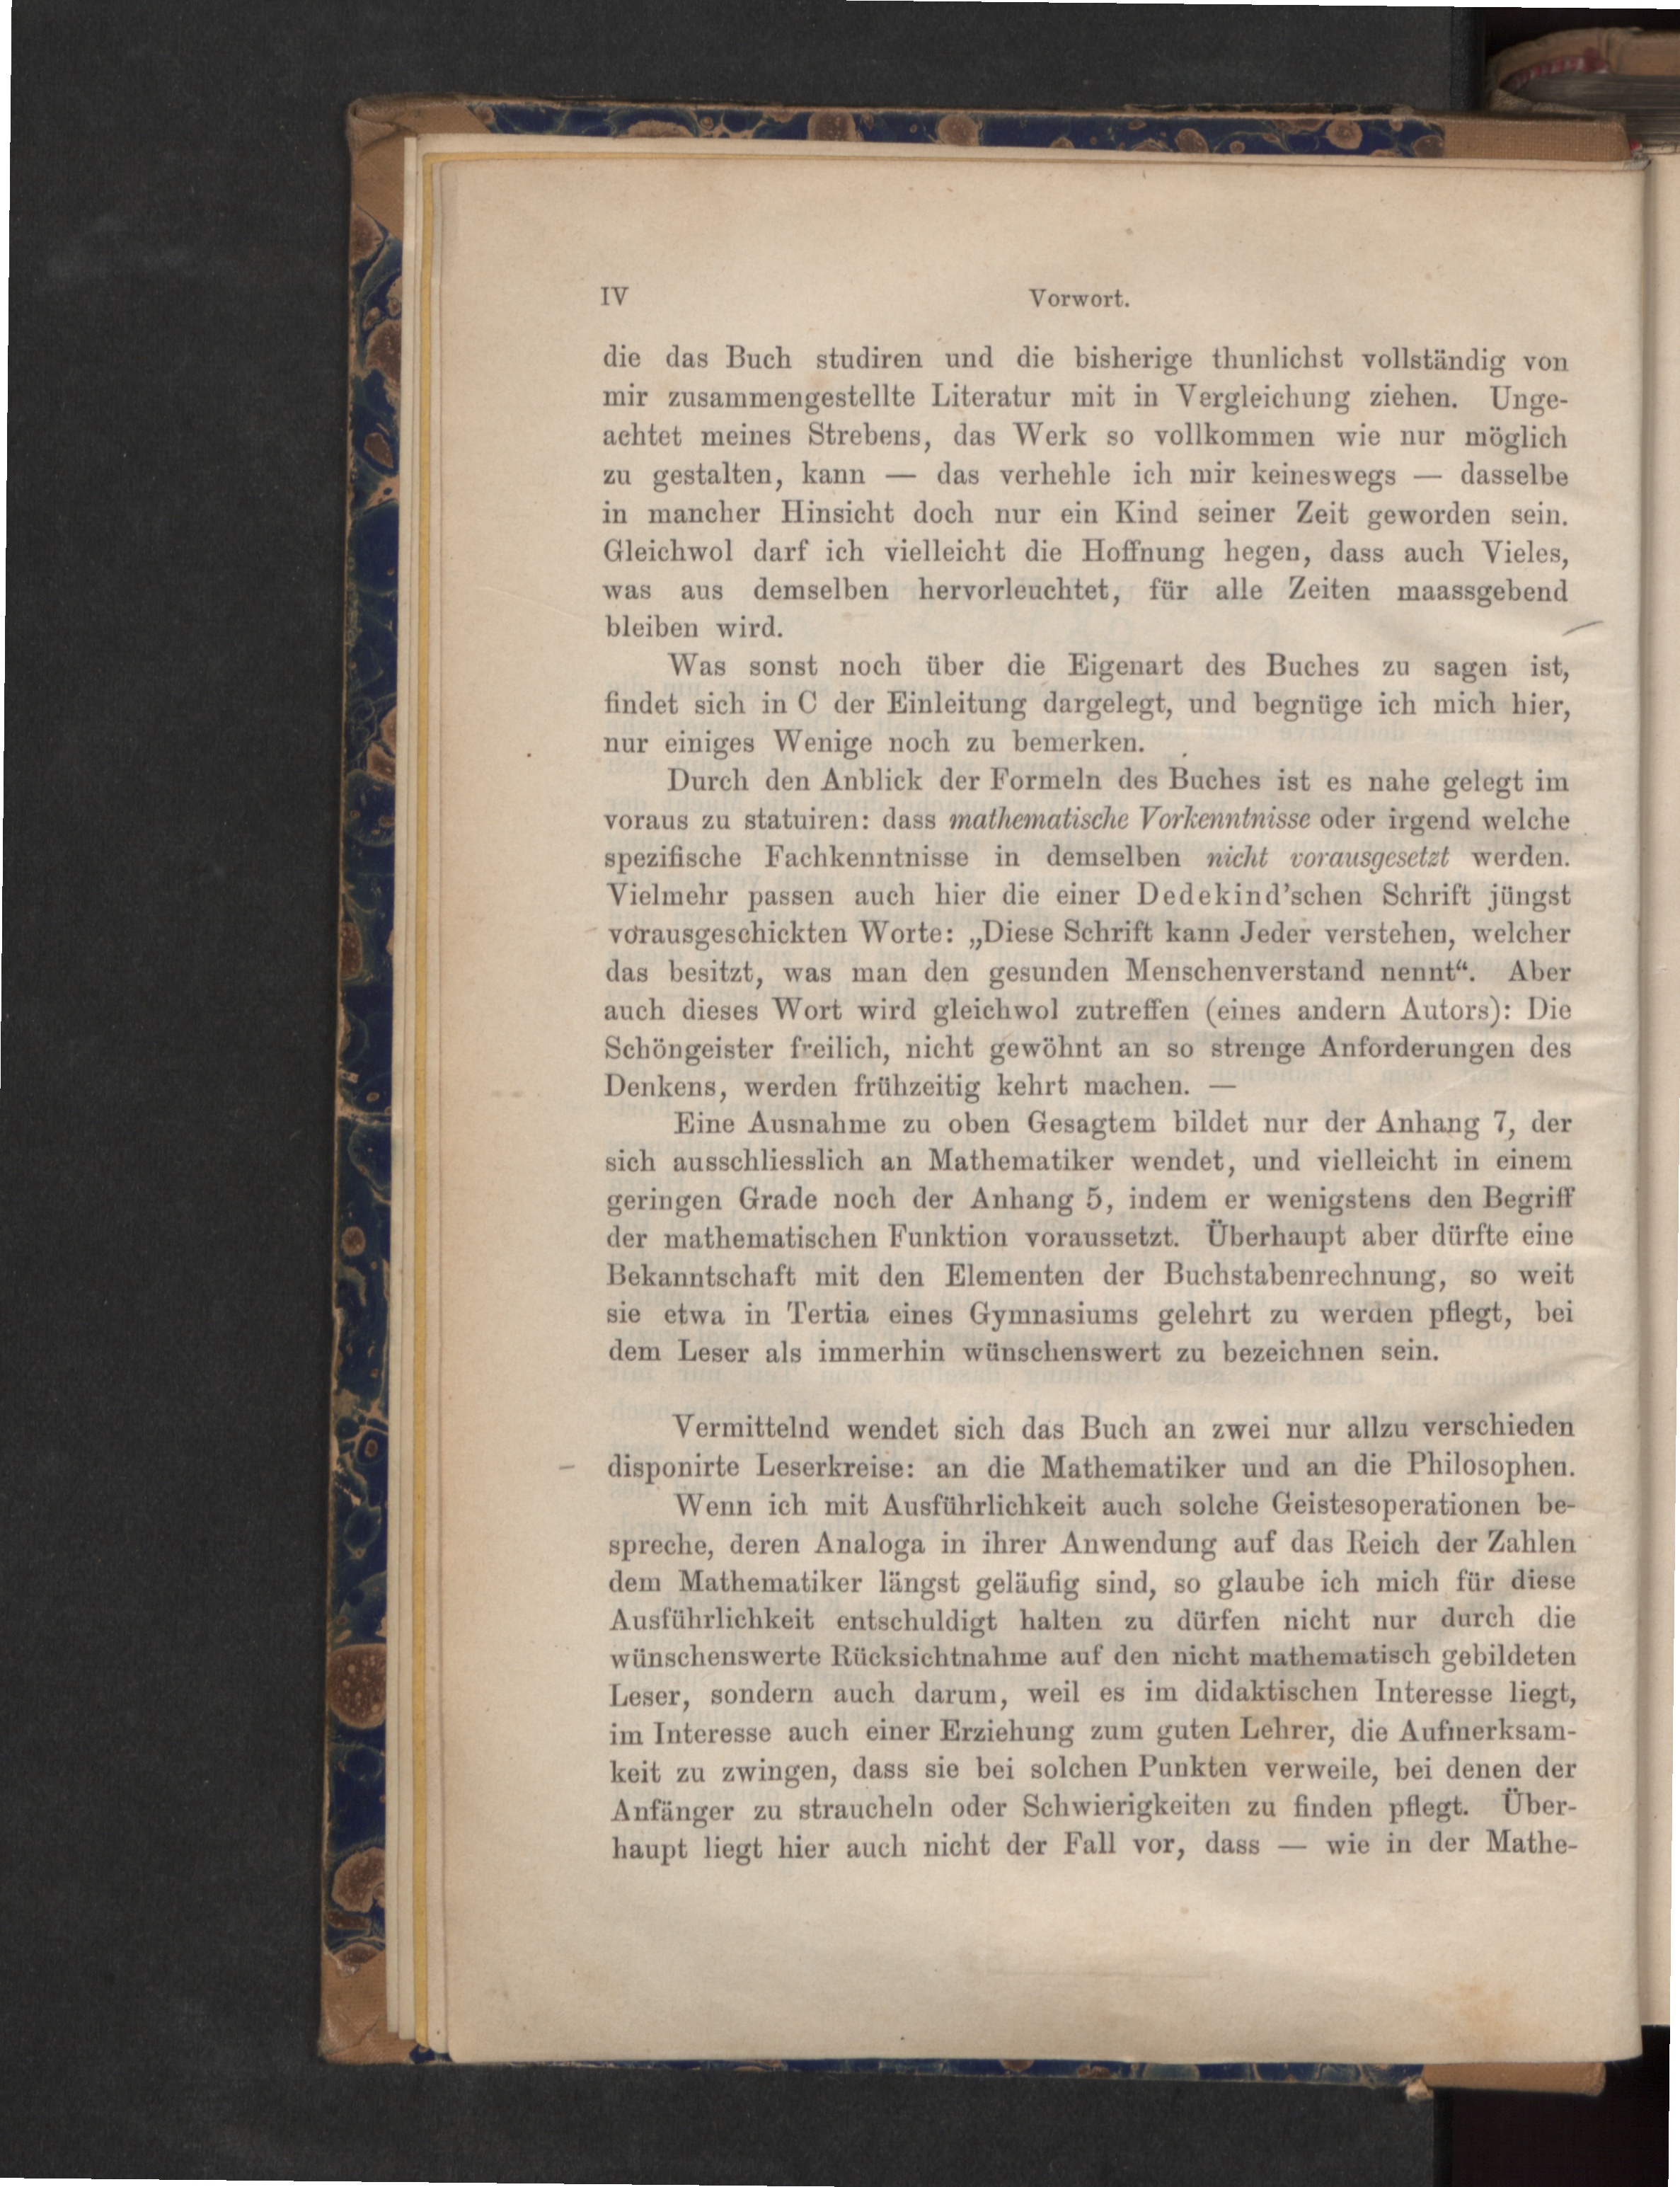 IV
Vorwort.
die das Buch studiren und die bisherige thunlichst vollständig von
mir zusammengestellte Literatur mit in Vergleichung ziehen. Unge-
achtet meines Strebens, das Werk so vollkommen wie nur möglich
zu gestalten, kann — das verhehle ich mir keineswegs — dasselbe
in mancher Hinsicht doch nur ein Kind seiner Zeit geworden sein.
Gleichwol darf ich vielleicht die Hoffnung hegen, dass auch Vieles,
was aus demselben hervorleuchtet, für alle Zeiten maassgebend
bleiben wird.
Was sonst noch über die Eigenart des Buches zu sagen ist,
findet sich in C der Einleitung dargelegt, und begnüge ich mich hier,
nur einiges Wenige noch zu bemerken.
Durch den Anblick der Formeln des Buches ist es nahe gelegt im
voraus zu statuiren: dass mathematische Vorkenntnisse oder irgend welche
spezifische Fachkenntnisse in demselben nicht vorausgesetzt werden.
Vielmehr passen auch hier die einer Dedekind'schen Schrift jüngst
vorausgeschickten Worte: „Diese Schrift kann Jeder verstehen, welcher
das besitzt, was man den gesunden Menschenverstand nennt“. Aber
auch dieses Wort wird gleichwol zutreffen (eines andern Autors): Die
Schöngeister freilich, nicht gewöhnt an so strenge Anforderungen des
Denkens, werden frühzeitig kehrt machen. —
Eine Ausnahme zu oben Gesagtem bildet nur der Anhang 7, der
sich ausschliesslich an Mathematiker wendet, und vielleicht in einem
geringen Grade noch der Anhang 5, indem er wenigstens den Begriff
der mathematischen Funktion voraussetzt. Überhaupt aber dürfte eine
Bekanntschaft mit den Elementen der Buchstabenrechnung, so weit
sie etwa in Tertia eines Gymnasiums gelehrt zu werden pflegt, bei
dem Leser als immerhin wünschenswert zu bezeichnen sein.
Vermittelnd wendet sich das Buch an zwei nur allzu verschieden
disponirte Leserkreise: an die Mathematiker und an die Philosophen.
Wenn ich mit Ausführlichkeit auch solche Geistesoperationen be-
spreche, deren Analoga in ihrer Anwendung auf das Reich der Zahlen
dem Mathematiker längst geläufig sind, so glaube ich mich für diese
Ausführlichkeit entschuldigt halten zu dürfen nicht nur durch die
wünschenswerte Rücksichtnahme auf den nicht mathematisch gebildeten
Leser, sondern auch darum, weil es im didaktischen Interesse liegt,
im Interesse auch einer Erziehung zum guten Lehrer, die Aufmerksam-
keit zu zwingen, dass sie bei solchen Punkten verweile, bei denen der
Anfänger zu straucheln oder Schwierigkeiten zu finden pflegt. Über-
haupt liegt hier auch nicht der Fall vor, dass — wie in der Mathe-